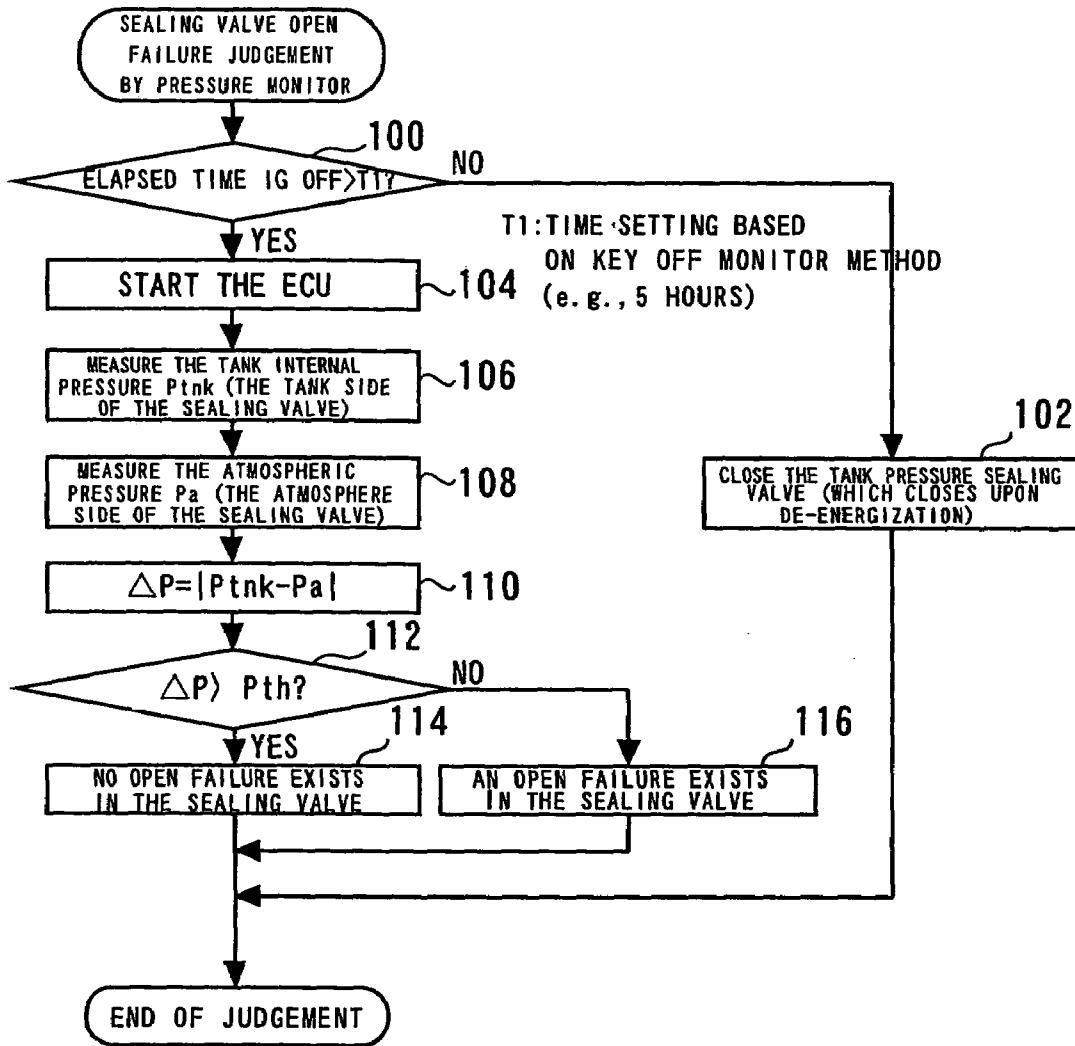 SEALING VALVE OPEN
FAILURE JUDGEMENT
BY PRESSURE MONITOR
100
ELAPSED TIME IG OFF>T1?
NO
YES
T1:TIME SETTING BASED
ON KEY OFF MONITOR METHOD
(e.g., 5 HOURS)
START THE ECU
104
MEASURE THE TANK INTERNAL
PRESSURE Ptnk (THE TANK SIDE
OF THE SEALING VALVE)
106
102
CLOSE THE TANK PRESSURE SEALING
VALVE (WHICH CLOSES UPON
DE-ENERGIZATION)
MEASURE THE ATMOSPHERIC
PRESSURE Pa (THE ATMOSPHERE
SIDE OF THE SEALING VALVE)
108
△P=|Ptnk-Pa|
110
112
△P> Pth?
NO
YES
114
NO OPEN FAILURE EXISTS
IN THE SEALING VALVE
116
AN OPEN FAILURE EXISTS
IN THE SEALING VALVE
END OF JUDGEMENT